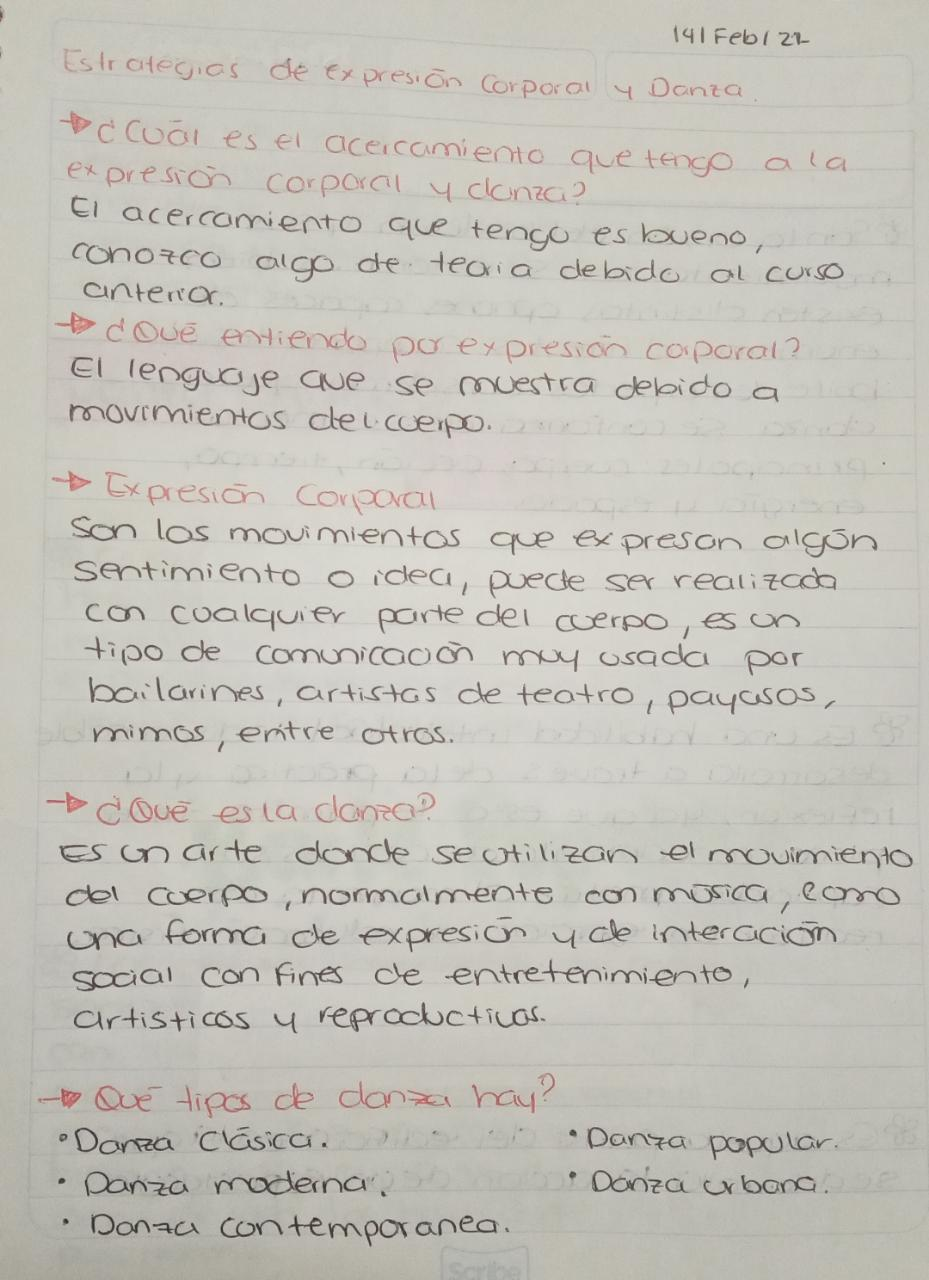 14/Feb/22
Estrategias de expresión Corporal y Danza.
¿Cuál es el acercamiento que tengo a la
expresión corporal y danza?
El acercamiento que tengo es bueno,
conozco algo de teoria debido al curso
anterior.
¿Qué entiendo por expresión corporal?
El lenguaje que se muestra debido a
movimientos del cuerpo.
Expresión Corporal
Son los movimientos que expresan algún
sentimiento o idea, puede ser realizada
con cualquier parte del cuerpo, es un
tipo de comunicación muy usada por
bailarines, artistas de teatro, payasos,
mimos, entre otros.
¿Qué es la danza?
Es un arte donde se utilizan el movimiento
del cuerpo, normalmente con música, como
una forma de expresión y de interación
social con fines de entretenimiento,
artisticos y reproductivos.
Qué tipos de danza hay?
• Danza Clásica.
• Danza popular.
• Danza moderna.
• Danza urbana.
• Danza contemporanea.
Scribe